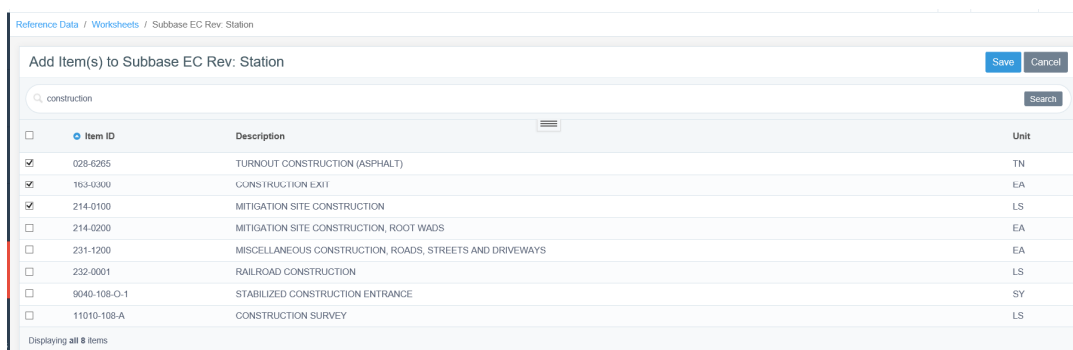 Reference Data / Worksheets / Subbase EC Rev: Station
Add Item(s) to Subbase EC Rev: Station Save Cancel
construction Search
Item ID Description Unit
028-6265 TURNOUT CONSTRUCTION (ASPHALT) TN
163-0300 CONSTRUCTION EXIT EA
214-0100 MITIGATION SITE CONSTRUCTION LS
214-0200 MITIGATION SITE CONSTRUCTION, ROOT WADS EA
231-1200 MISCELLANEOUS CONSTRUCTION, ROADS, STREETS AND DRIVEWAYS EA
232-0001 RAILROAD CONSTRUCTION LS
9040-108-O-1 STABILIZED CONSTRUCTION ENTRANCE SY
11010-108-A CONSTRUCTION SURVEY LS
Displaying all 8 items